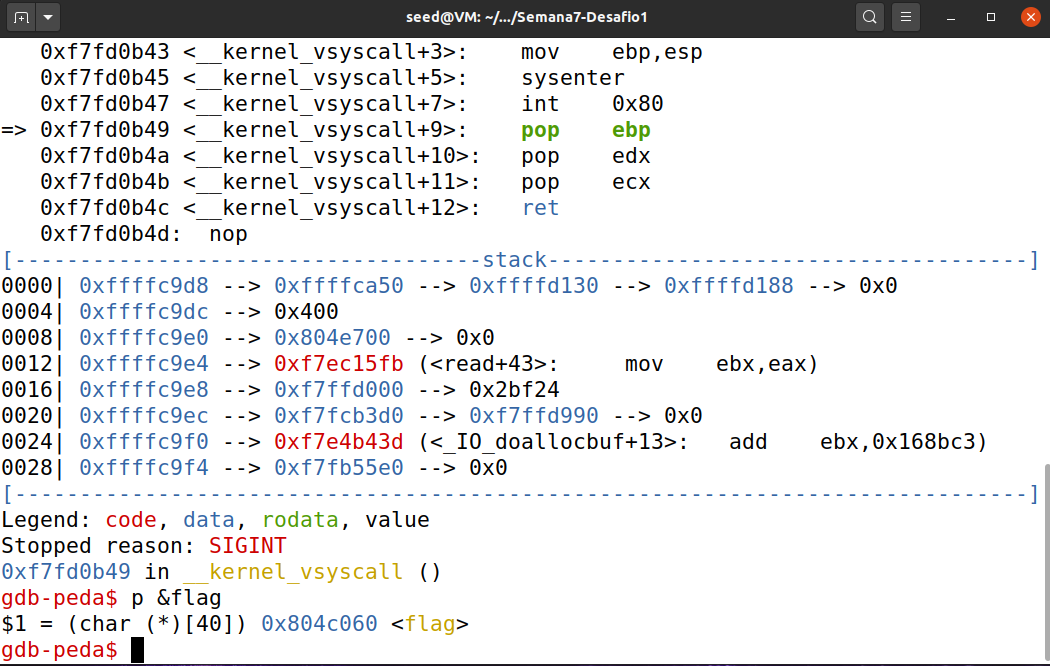 seed@VM: ~/.../Semana7-Desafio1
   0xf7fd0b43 <__kernel_vsyscall+3>:	mov    ebp,esp
   0xf7fd0b45 <__kernel_vsyscall+5>:	sysenter
   0xf7fd0b47 <__kernel_vsyscall+7>:	int    0x80
=> 0xf7fd0b49 <__kernel_vsyscall+9>:	pop    ebp
   0xf7fd0b4a <__kernel_vsyscall+10>:	pop    edx
   0xf7fd0b4b <__kernel_vsyscall+11>:	pop    ecx
   0xf7fd0b4c <__kernel_vsyscall+12>:	ret
   0xf7fd0b4d:	nop
[------------------------------------stack-------------------------------------]
0000| 0xffffc9d8 --> 0xffffca50 --> 0xffffd130 --> 0xffffd188 --> 0x0
0004| 0xffffc9dc --> 0x400
0008| 0xffffc9e0 --> 0x804e700 --> 0x0
0012| 0xffffc9e4 --> 0xf7ec15fb (<read+43>:	mov    ebx,eax)
0016| 0xffffc9e8 --> 0xf7ffd000 --> 0x2bf24
0020| 0xffffc9ec --> 0xf7fcb3d0 --> 0xf7ffd990 --> 0x0
0024| 0xffffc9f0 --> 0xf7e4b43d (<_IO_doallocbuf+13>:	add    ebx,0x168bc3)
0028| 0xffffc9f4 --> 0xf7fb55e0 --> 0x0
[------------------------------------------------------------------------------]
Legend: code, data, rodata, value
Stopped reason: SIGINT
0xf7fd0b49 in __kernel_vsyscall ()
gdb-peda$ p &flag
$1 = (char (*)[40]) 0x804c060 <flag>
gdb-peda$